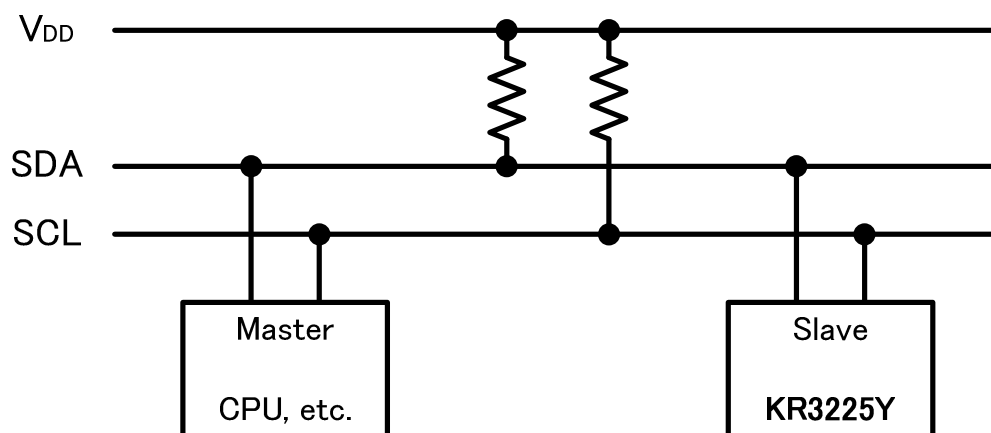 VDD
SDA
SCL
Master
Slave
CPU, etc.
KR3225Y